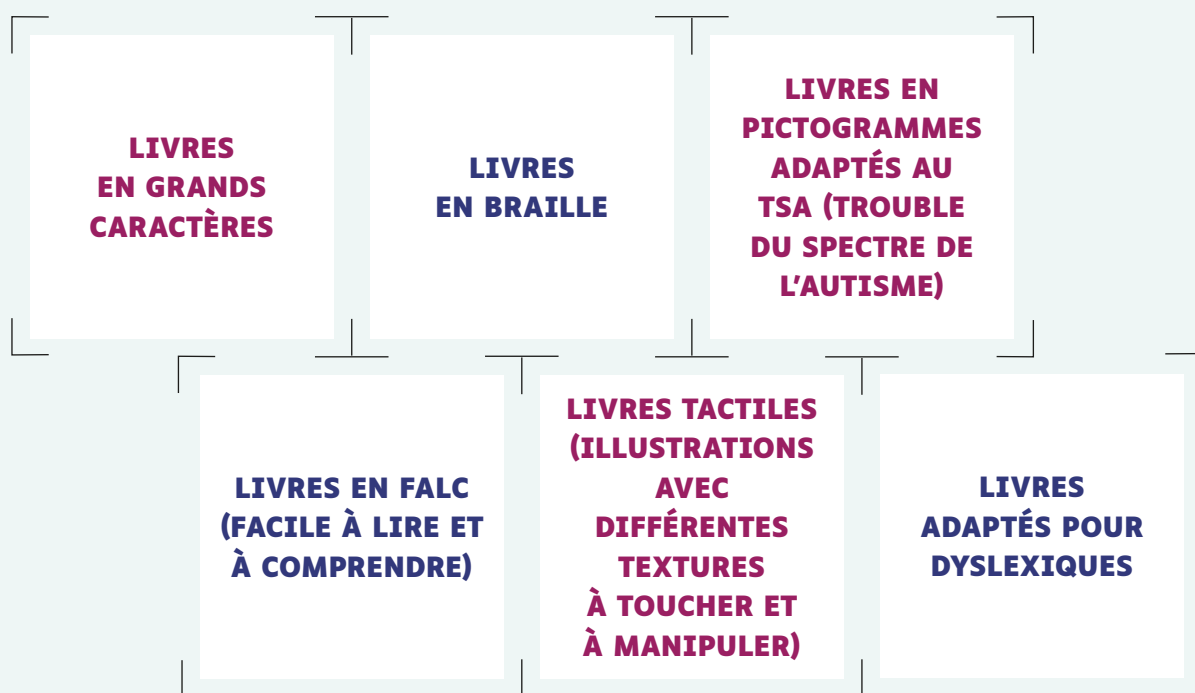 LIVRES
EN GRANDS
CARACTÈRES
LIVRES
EN BRAILLE
LIVRES EN
PICTOGRAMMES
ADAPTÉS AU
TSA (TROUBLE
DU SPECTRE DE
L’AUTISME)
LIVRES EN FALC
(FACILE À LIRE ET
À COMPRENDRE)
LIVRES TACTILES
(ILLUSTRATIONS
AVEC
DIFFÉRENTES
TEXTURES
À TOUCHER ET
À MANIPULER)
LIVRES
ADAPTÉS POUR
DYSLEXIQUES